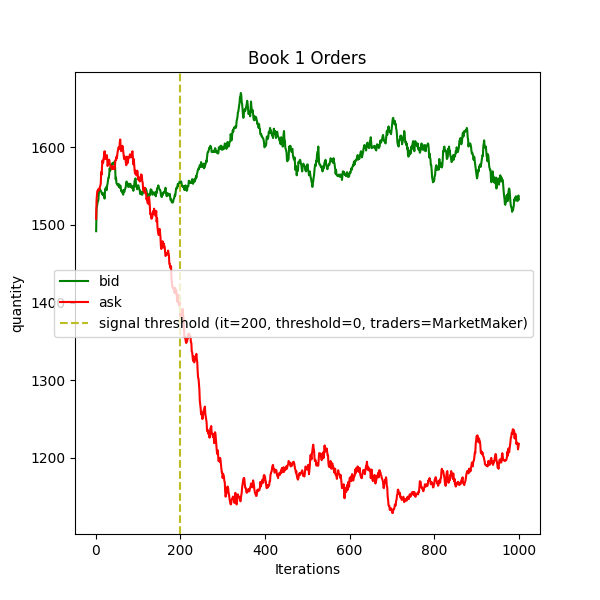 Book 1 Orders
quantity
1600
1500
1400
1300
1200
bid
ask
signal threshold (it=200, threshold=0, traders=MarketMaker)
0 200 400 600 800 1000
Iterations